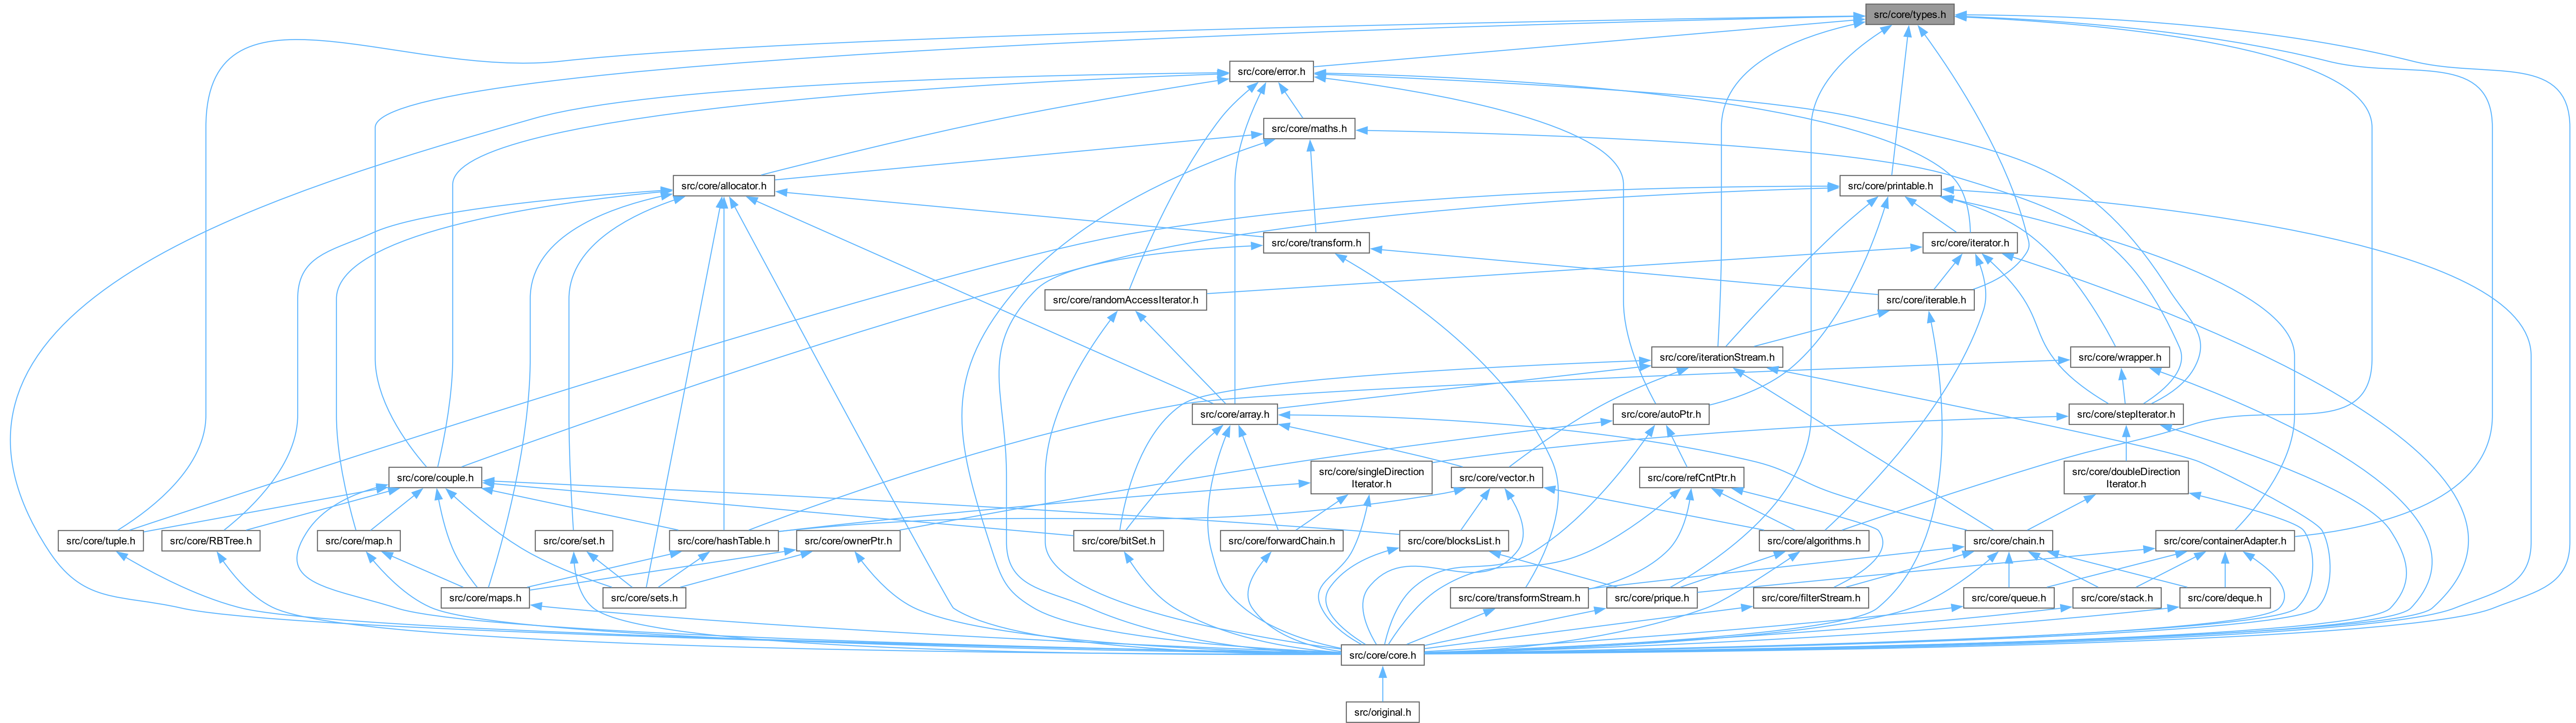 src/core/types.h
src/core/error.h
src/core/maths.h
src/core/allocator.h
src/core/printable.h
src/core/transform.h
src/core/iterator.h
src/core/randomAccessIterator.h
src/core/iterable.h
src/core/iterationStream.h
src/core/wrapper.h
src/core/array.h
src/core/autoPtr.h
src/core/stepIterator.h
src/core/couple.h
src/core/singleDirection
Iterator.h
src/core/vector.h
src/core/refCntPtr.h
src/core/doubleDirection
Iterator.h
src/core/tuple.h
src/core/RBTree.h
src/core/map.h
src/core/set.h
src/core/hashTable.h
src/core/ownerPtr.h
src/core/bitSet.h
src/core/forwardChain.h
src/core/blocksList.h
src/core/algorithms.h
src/core/chain.h
src/core/containerAdapter.h
src/core/maps.h
src/core/sets.h
src/core/transformStream.h
src/core/prique.h
src/core/filterStream.h
src/core/queue.h
src/core/stack.h
src/core/deque.h
src/core/core.h
src/original.h